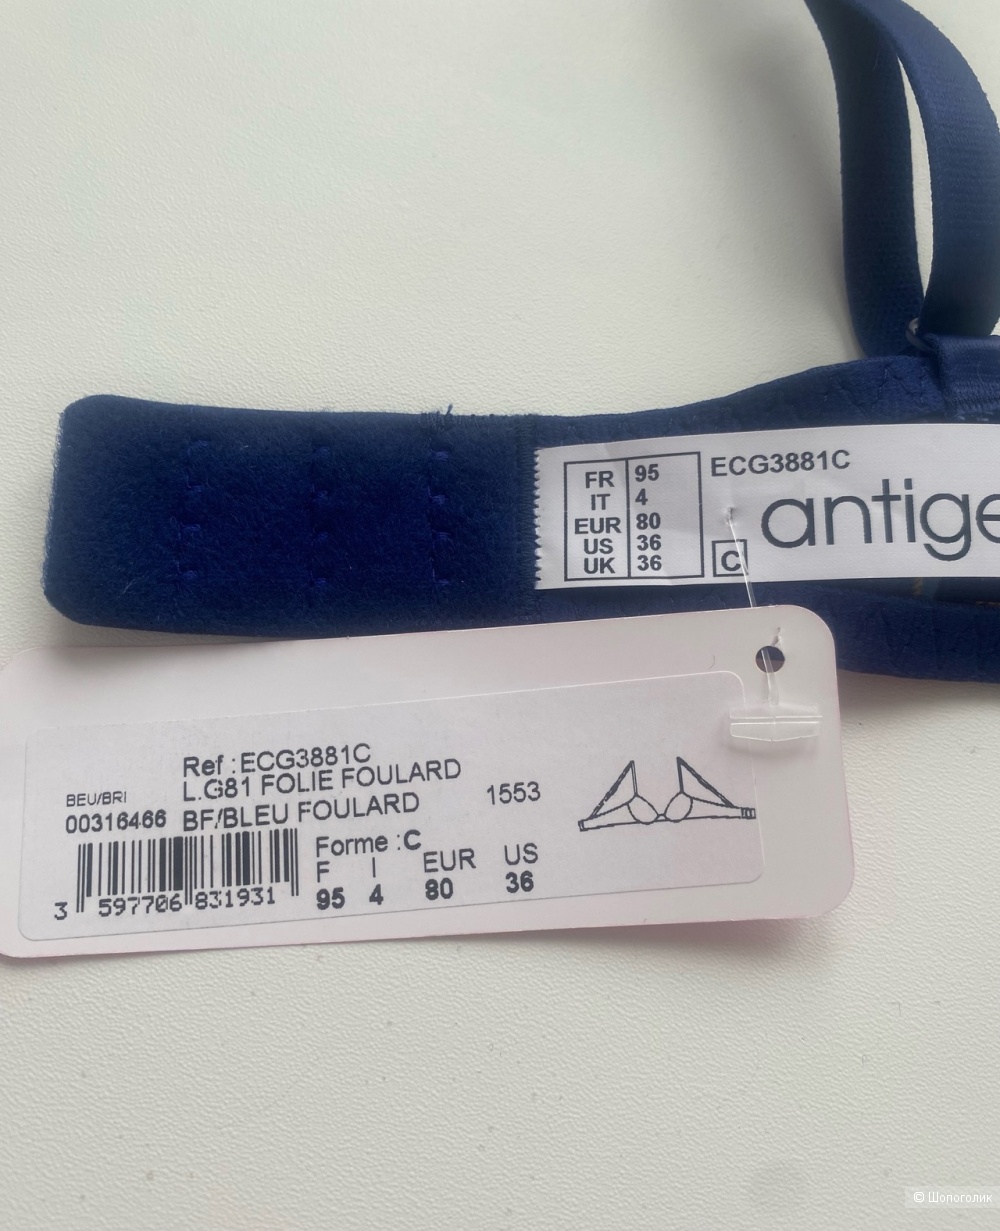 FR 95 ECG3881C
IT 4
EUR 80
US 36
UK 36 C
antige
Ref :ECG3881C
L.G81 FOLIE FOULARD
BEU/BRI
00316466 BF/BLEU FOULARD 1553
Forme :C
F I EUR US
95 4 80 36
3 597706 831931
© Шопоголик